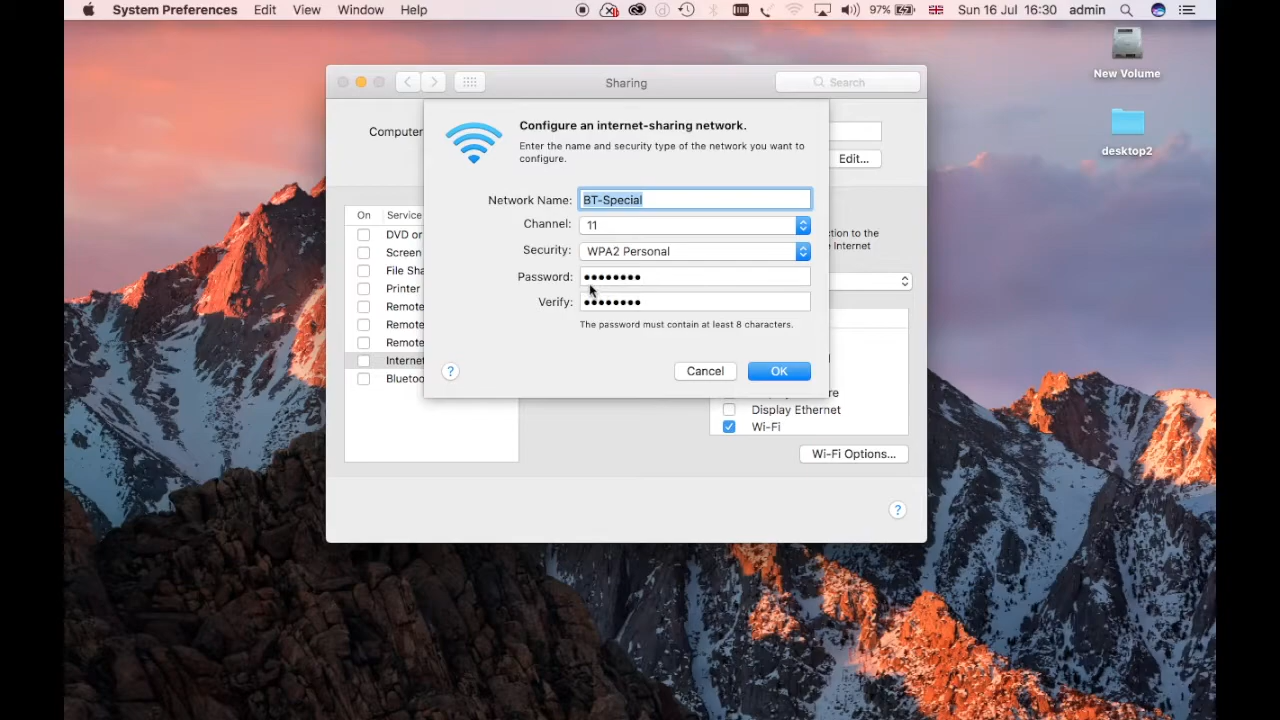 System Preferences Edit View Window Help 97% Sun 16 Jul 16:30 admin
New Volume
desktop2
Sharing
Search
Computer
Edit...
Configure an internet-sharing network.
Enter the name and security type of the network you want to
configure.
Network Name: BT-Special
Channel: 11
Security: WPA2 Personal
Password: ••••••••
Verify: ••••••••
The password must contain at least 8 characters.
? Cancel OK
On Service
DVD or
Screen
File Sha
Printer
Remote
Remote
Remote
Internet
Bluetoo
ction to the
Internet
Display Ethernet
Wi-Fi
Wi-Fi Options...
?